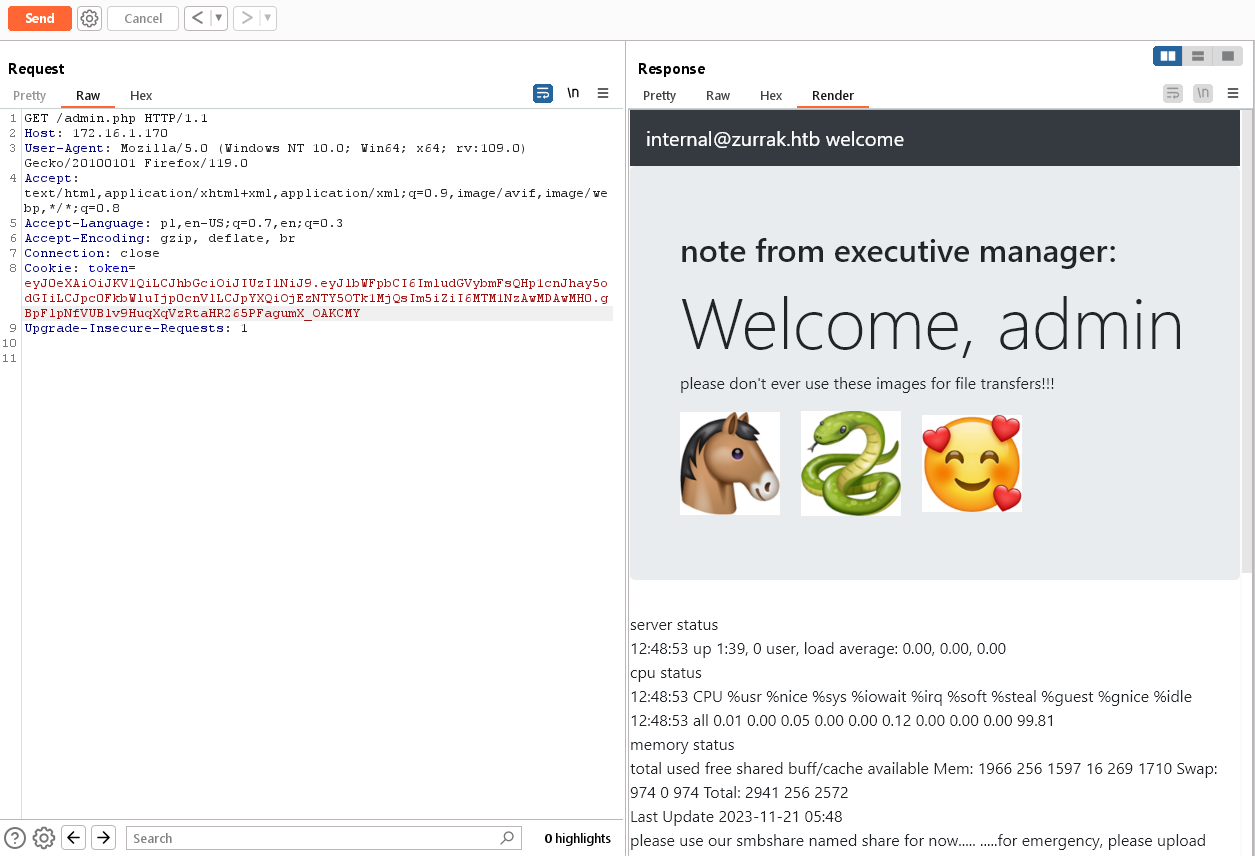 Send
Cancel
Request
Pretty
Raw
Hex
\n
1 GET /admin.php HTTP/1.1
2 Host: 172.16.1.170
3 User-Agent: Mozilla/5.0 (Windows NT 10.0; Win64; x64; rv:109.0)
Gecko/20100101 Firefox/119.0
4 Accept:
text/html,application/xhtml+xml,application/xml;q=0.9,image/avif,image/we
bp,*/*;q=0.8
5 Accept-Language: pl,en-US;q=0.7,en;q=0.3
6 Accept-Encoding: gzip, deflate, br
7 Connection: close
8 Cookie: token=
9 Upgrade-Insecure-Requests: 1
10
11
Search
0 highlights
Response
Pretty
Raw
Hex
Render
\n
internal@zurrak.htb welcome
note from executive manager:
Welcome, admin
please don't ever use these images for file transfers!!!
server status
12:48:53 up 1:39, 0 user, load average: 0.00, 0.00, 0.00
cpu status
12:48:53 CPU %usr %nice %sys %iowait %irq %soft %steal %guest %gnice %idle
12:48:53 all 0.01 0.00 0.05 0.00 0.00 0.12 0.00 0.00 0.00 99.81
memory status
total used free shared buff/cache available Mem: 1966 256 1597 16 269 1710 Swap:
974 0 974 Total: 2941 256 2572
Last Update 2023-11-21 05:48
please use our smbshare named share for now..... .....for emergency, please upload